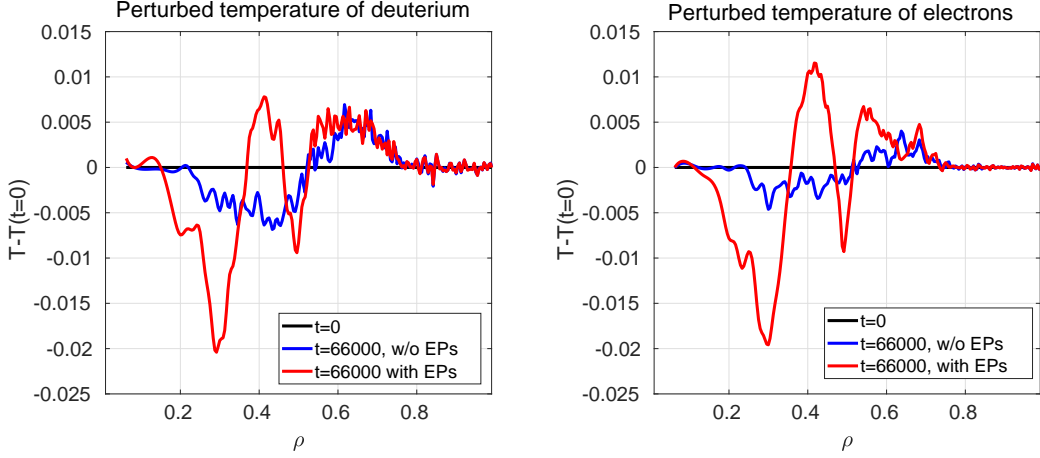 Perturbed temperature of deuterium
0.015
0.01
0.005
0
-0.005
-0.01
-0.015
-0.02
-0.025
T-T(t=0)
0.2
0.4
0.6
0.8
ρ
t=0
t=66000, w/o EPs
t=66000 with EPs
Perturbed temperature of electrons
0.015
0.01
0.005
0
-0.005
-0.01
-0.015
-0.02
-0.025
T-T(t=0)
0.2
0.4
0.6
0.8
ρ
t=0
t=66000, w/o EPs
t=66000, with EPs